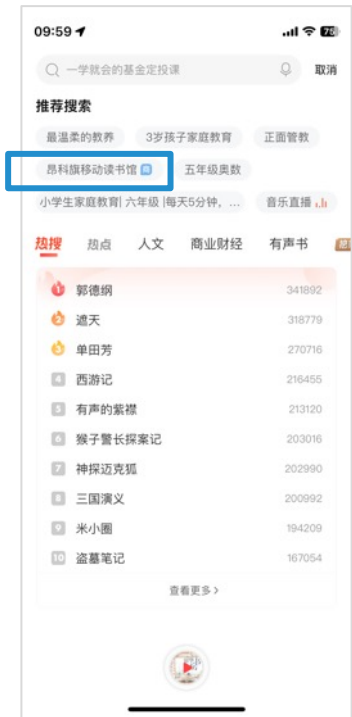 09:59
一学就会的基金定投课 取消
推荐搜索
最温柔的教养 3岁孩子家庭教育 正面管教
昂科旗移动读书馆 商 五年级奥数
小学生家庭教育| 六年级 |每天5分钟, ... 音乐直播
热搜 热点 人文 商业财经 有声书
1 郭德纲 341892
2 遮天 318779
3 单田芳 270716
4 西游记 216455
5 有声的紫襟 213120
6 猴子警长探案记 203016
7 神探迈克狐 202990
8 三国演义 200992
9 米小圈 194209
10 盗墓笔记 167054
查看更多 >